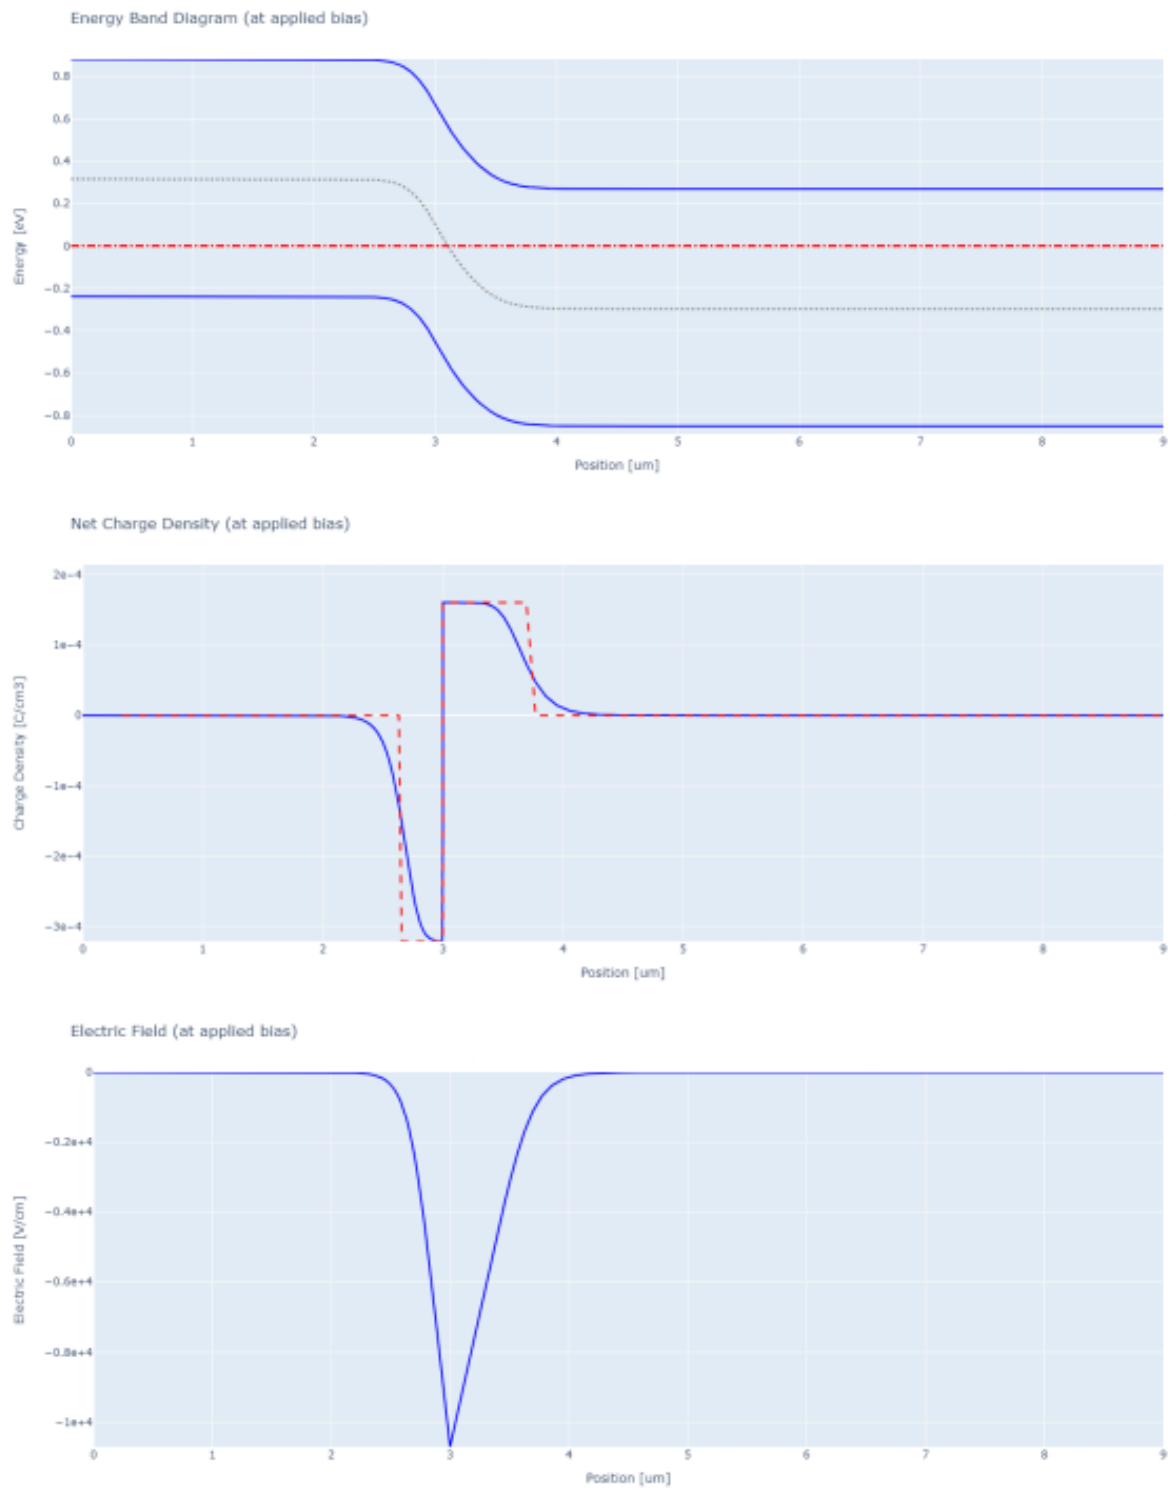 Energy Band Diagram (at applied bias)
0.8
0.6
0.4
0.2
0
−0.2
−0.4
−0.6
−0.8
Energy [eV]
0 1 2 3 4 5 6 7 8 9
Position [um]
Net Charge Density (at applied bias)
2e−4
1e−4
0
−1e−4
−2e−4
−3e−4
Charge Density [C/cm3]
0 1 2 3 4 5 6 7 8 9
Position [um]
Electric Field (at applied bias)
0
−0.2e+4
−0.4e+4
−0.6e+4
−0.8e+4
−1e+4
Electric Field [V/cm]
0 1 2 3 4 5 6 7 8 9
Position [um]